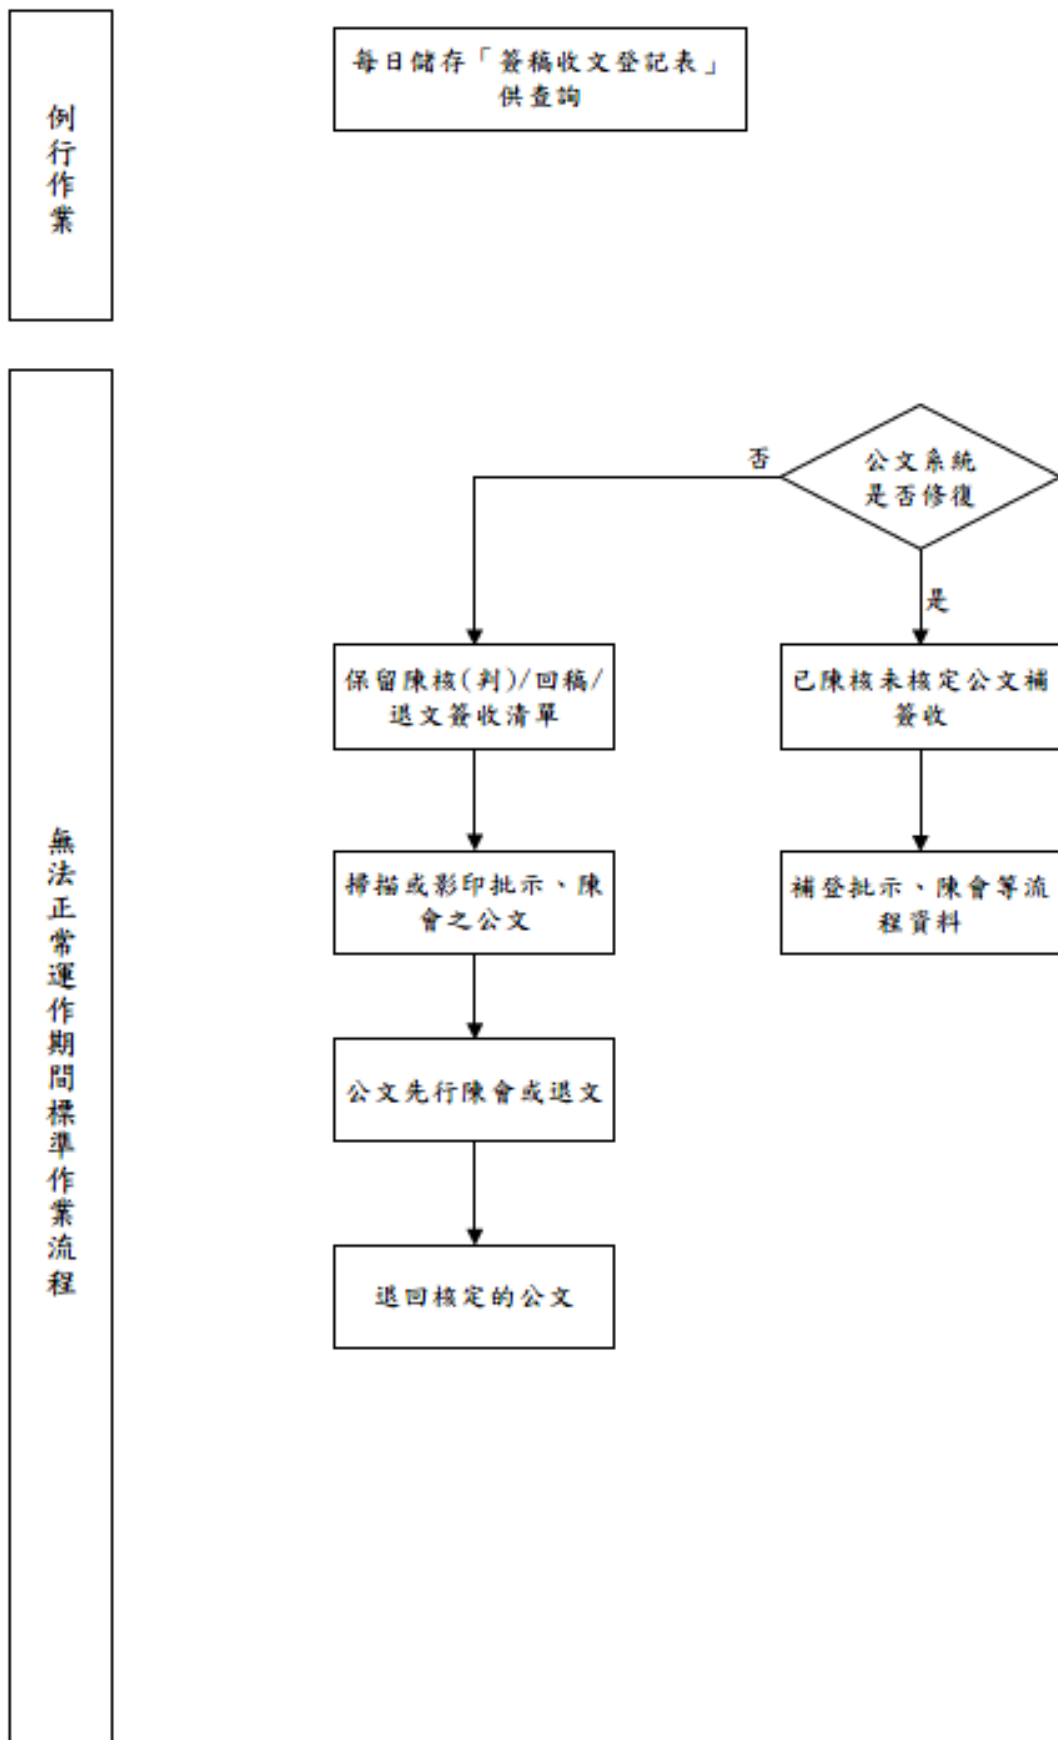 例行作業
每日儲存「簽稿收文登記表」
供查詢
無法正常運作期間標準作業流程
公文系統
是否修復
否
是
保留陳核(判)/回稿/
退文簽收清單
已陳核未核定公文補
簽收
掃描或影印批示、陳
會之公文
補登批示、陳會等流
程資料
公文先行陳會或退文
退回核定的公文